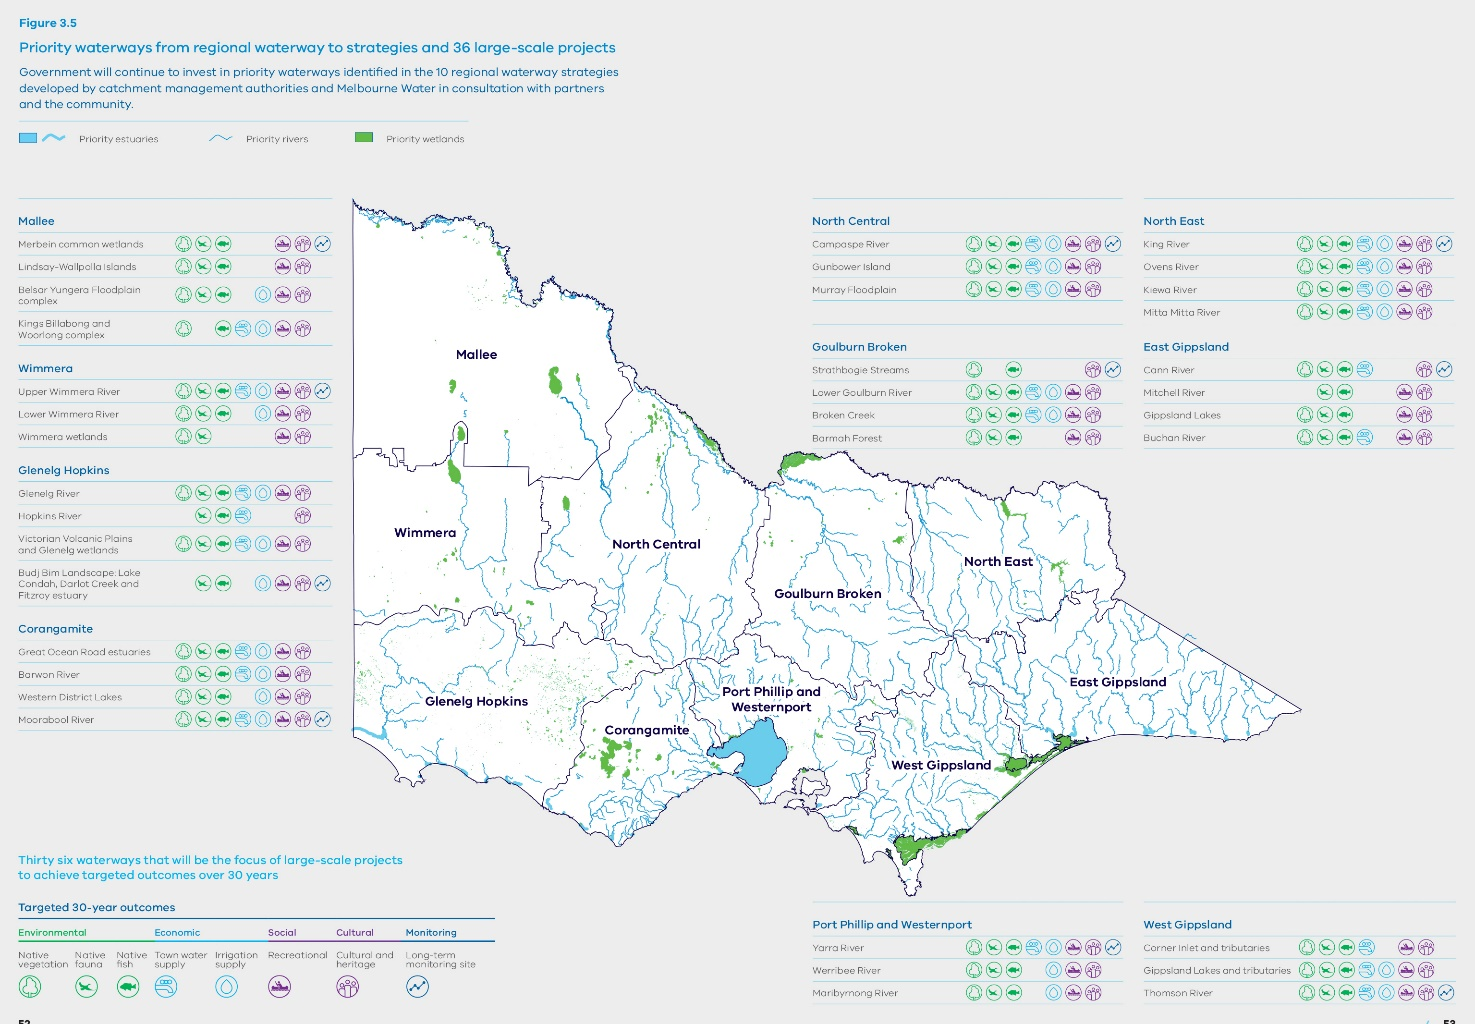 Figure 3.5
Priority waterways from regional waterway to strategies and 36 large-scale projects
Government will continue to invest in priority waterways identified in the 10 regional waterway strategies
developed by catchment management authorities and Melbourne Water in consultation with partners
and the community.
Priority estuaries
Priority rivers
Priority wetlands
Mallee
Merbein common wetlands
Lindsay-Wallpolla Islands
Belsar Yungera Floodplain
complex
Kings Billabong and
Woorlong complex
Wimmera
Upper Wimmera River
Lower Wimmera River
Wimmera wetlands
Glenelg Hopkins
Glenelg River
Hopkins River
Victorian Volcanic Plains
and Glenelg wetlands
Budj Bim Landscape: Lake
Condah, Darlot Creek and
Fitzroy estuary
Corangamite
Great Ocean Road estuaries
Barwon River
Western District Lakes
Moorabool River
North Central
Campaspe River
Gunbower Island
Murray Floodplain
Goulburn Broken
Strathbogie Streams
Lower Goulburn River
Broken Creek
Barmah Forest
North East
King River
Ovens River
Kiewa River
Mitta Mitta River
East Gippsland
Cann River
Mitchell River
Gippsland Lakes
Buchan River
Mallee
Wimmera
North Central
Goulburn Broken
North East
East Gippsland
Glenelg Hopkins
Port Phillip and
Westernport
Corangamite
West Gippsland
Thirty six waterways that will be the focus of large-scale projects
to achieve targeted outcomes over 30 years
Targeted 30-year outcomes
Environmental
Economic
Social
Cultural
Monitoring
Native
vegetation
Native
fauna
Native
fish
Town water
supply
Irrigation
supply
Recreational
Cultural and
heritage
Long-term
monitoring site
Port Phillip and Westernport
Yarra River
Werribee River
Maribyrnong River
West Gippsland
Corner Inlet and tributaries
Gippsland Lakes and tributaries
Thomson River
52
53